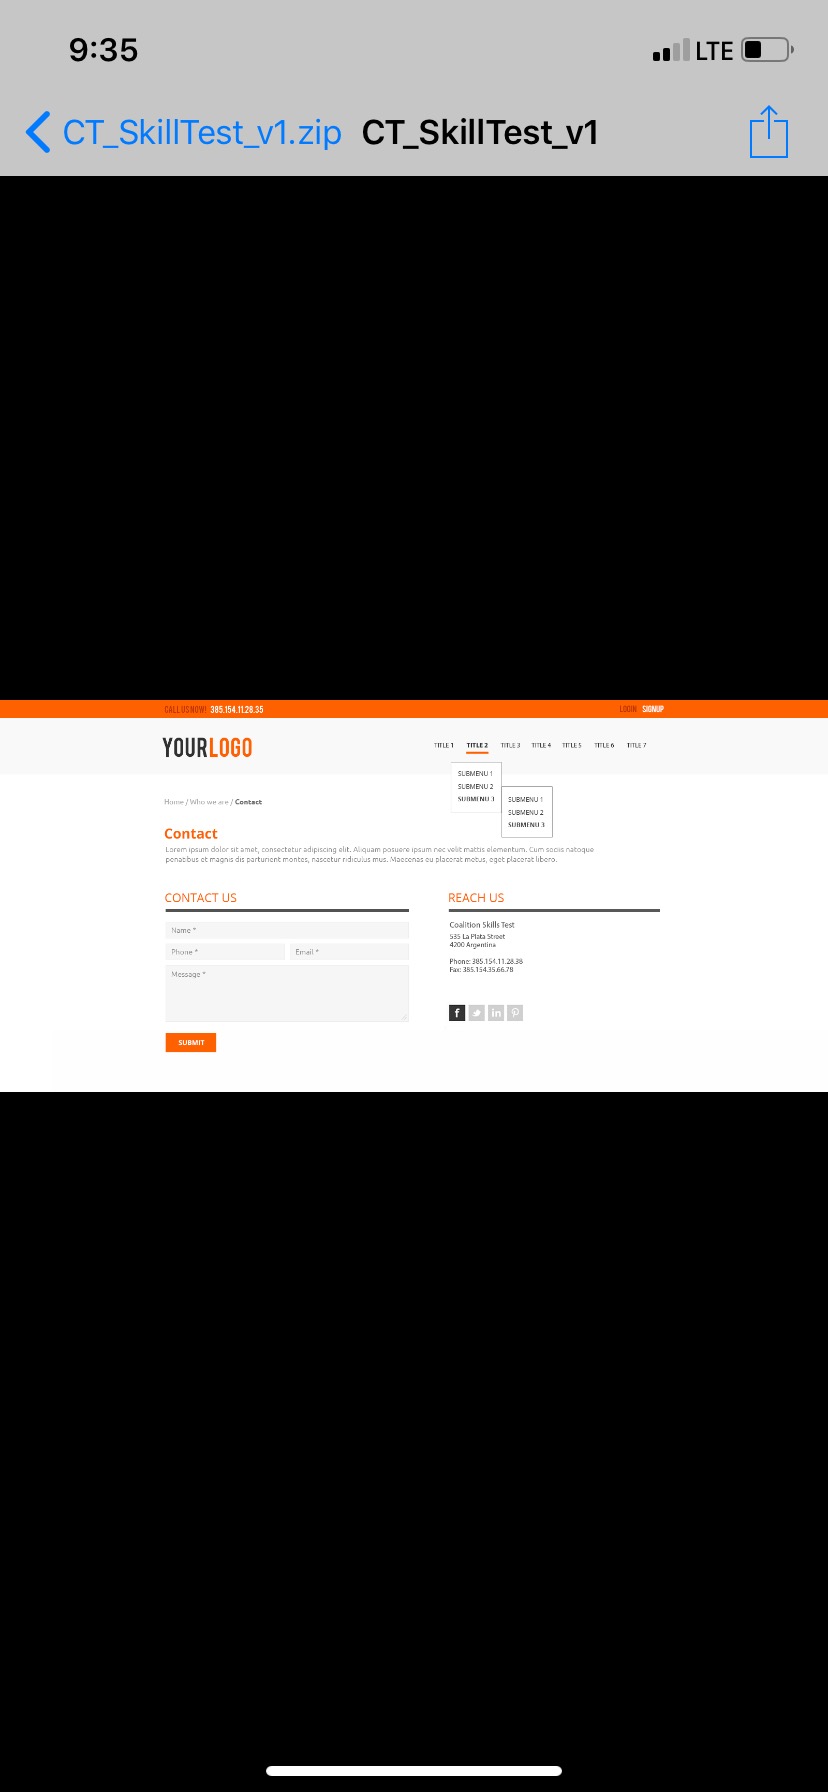 9:35 LTE
CT_SkillTest_v1.zip CT_SkillTest_v1
CALL US NOW! 385.154.11.28.35 LOGIN SIGNUP
YOURLOGO
TITLE 1 TITLE 2 TITLE 3 TITLE 4 TITLE 5 TITLE 6 TITLE 7
SUBMENU 1
SUBMENU 2
SUBMENU 3
SUBMENU 1
SUBMENU 2
SUBMENU 3
Home / Who we are / Contact
Contact
Lorem ipsum dolor sit amet, consectetur adipiscing elit. Aliquam posuere ipsum nec velit mattis elementum. Cum sociis natoque
penatibus et magnis dis parturient montes, nascetur ridiculus mus. Maecenas eu placerat metus, eget placerat libero.
CONTACT US
Name *
Phone * Email *
Message *
SUBMIT
REACH US
Coalition Skills Test
535 La Plata Street
4200 Argentina
Phone: 385.154.11.28.38
Fax: 385.154.35.66.78
f in